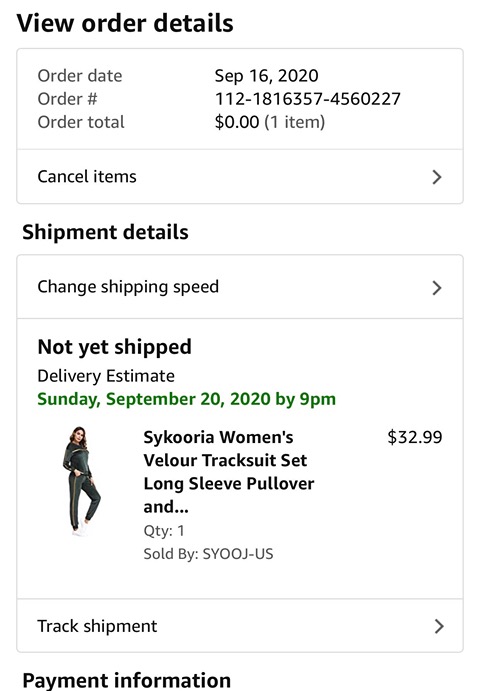 View order details
Order date Sep 16, 2020
Order # 112-1816357-4560227
Order total $0.00 (1 item)
Cancel items
Shipment details
Change shipping speed
Not yet shipped
Delivery Estimate
Sunday, September 20, 2020 by 9pm
Sykooria Women's $32.99
Velour Tracksuit Set
Long Sleeve Pullover
and...
Qty: 1
Sold By: SYOOJ-US
Track shipment
Payment information